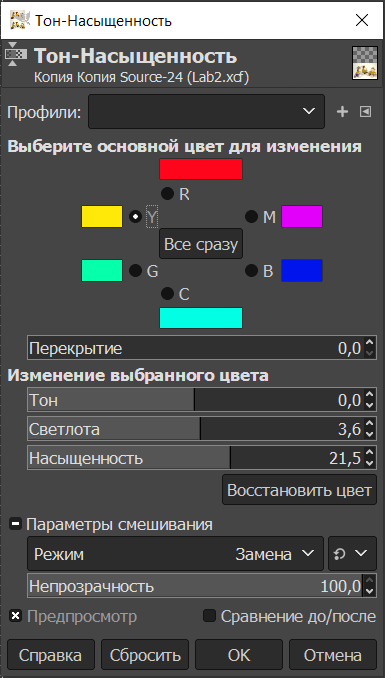 Тон-Насыщенность
Тон-Насыщенность
Копия Копия Source-24 (Lab2.xcf)
Профили:
Выберите основной цвет для изменения
R
Y
M
Все сразу
G
B
C
Перекрытие 0,0
Изменение выбранного цвета
Тон 0,0
Светлота 3,6
Насыщенность 21,5
Восстановить цвет
Параметры смешивания
Режим Замена
Непрозрачность 100,0
Предпросмотр Сравнение до/после
Справка Сбросить OK Отмена